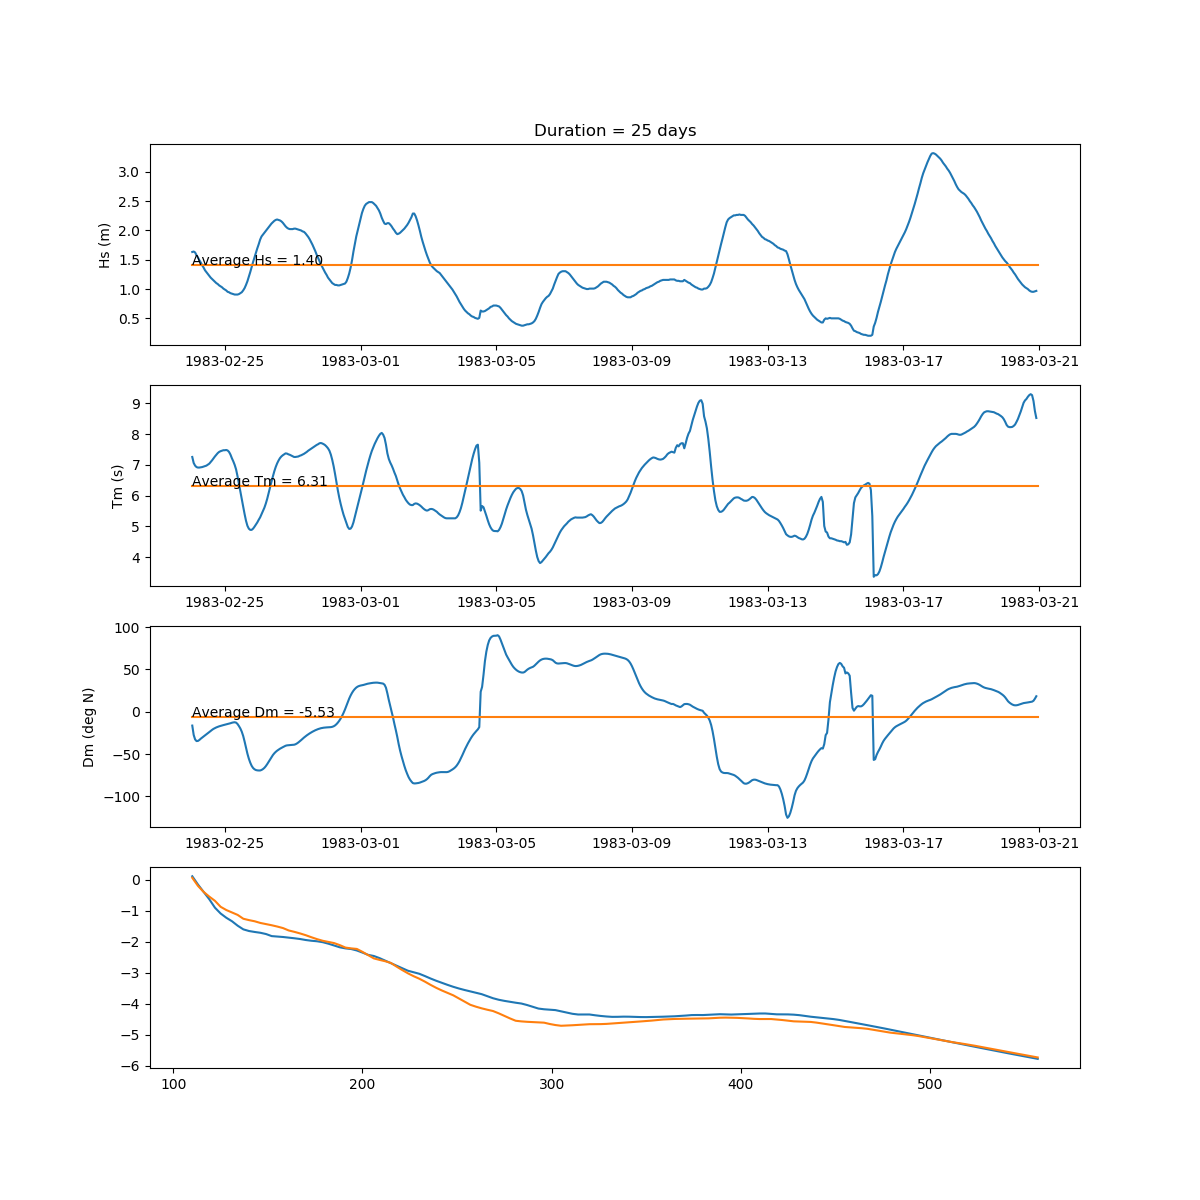 Duration = 25 days
Hs (m)
3.0
2.5
2.0
1.5
1.0
0.5
Average Hs = 1.40
1983-02-25 1983-03-01 1983-03-05 1983-03-09 1983-03-13 1983-03-17 1983-03-21
Tm (s)
9
8
7
6
5
4
Average Tm = 6.31
1983-02-25 1983-03-01 1983-03-05 1983-03-09 1983-03-13 1983-03-17 1983-03-21
Dm (deg N)
100
50
0
−50
−100
Average Dm = -5.53
1983-02-25 1983-03-01 1983-03-05 1983-03-09 1983-03-13 1983-03-17 1983-03-21
0
−1
−2
−3
−4
−5
−6
100 200 300 400 500